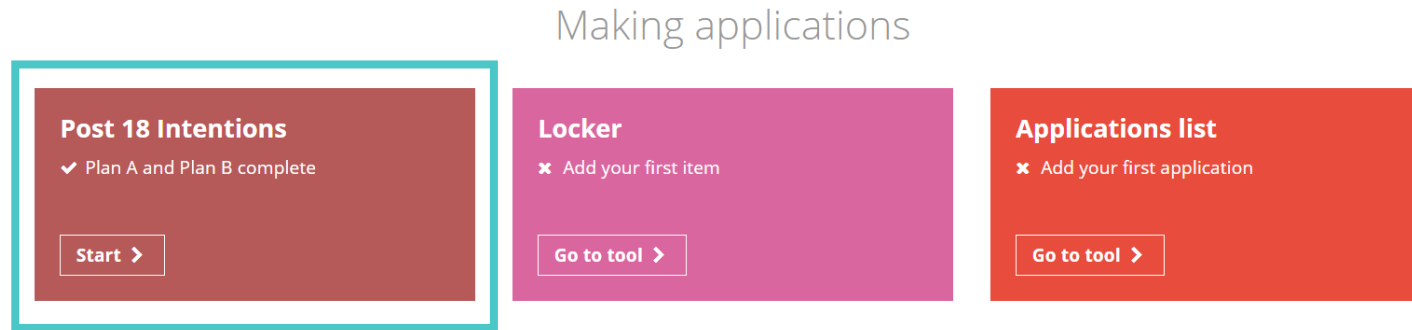 Making applications
Post 18 Intentions
Plan A and Plan B complete
Start
Locker
Add your first item
Go to tool
Applications list
Add your first application
Go to tool